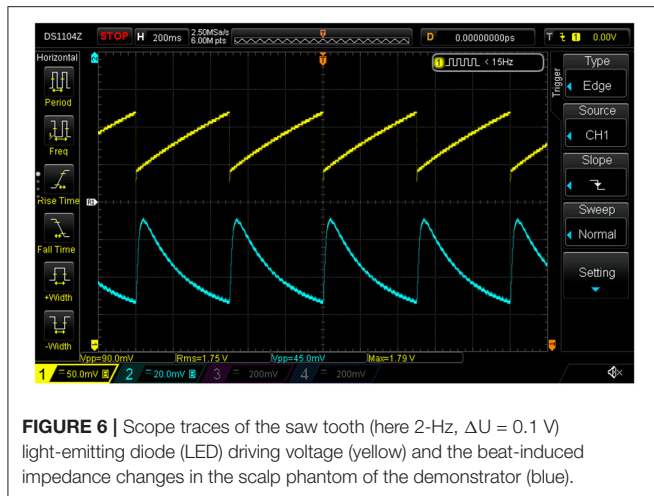 DS1104Z STOP H 200ms 2.50MSa/s 6.00M pts D 0.00000000ps T 1 0.00V
Horizontal
Period
Freq
Rise Time
Fall Time
+Width
-Width
1 < 15Hz
Trigger
Type
Edge
Source
CH1
Slope
Sweep
Normal
Setting
Vpp=90.0mV Rms=1.75 V Vpp=45.0mV Max=1.79 V
1 = 50.0mV 2 = 20.0mV 3 = 200mV 4 = 200mV
FIGURE 6 | Scope traces of the saw tooth (here 2-Hz, ΔU = 0.1 V)
light-emitting diode (LED) driving voltage (yellow) and the beat-induced
impedance changes in the scalp phantom of the demonstrator (blue).